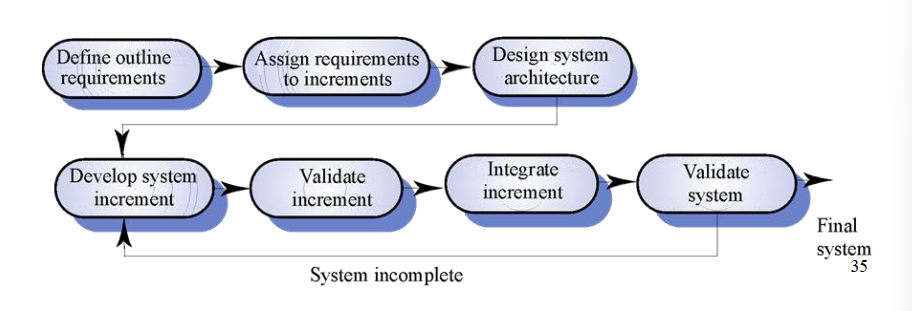 Define outline
requirements
Assign requirements
to increments
Design system
architecture
Develop system
increment
Validate
increment
Integrate
increment
Validate
system
Final
system
35
System incomplete